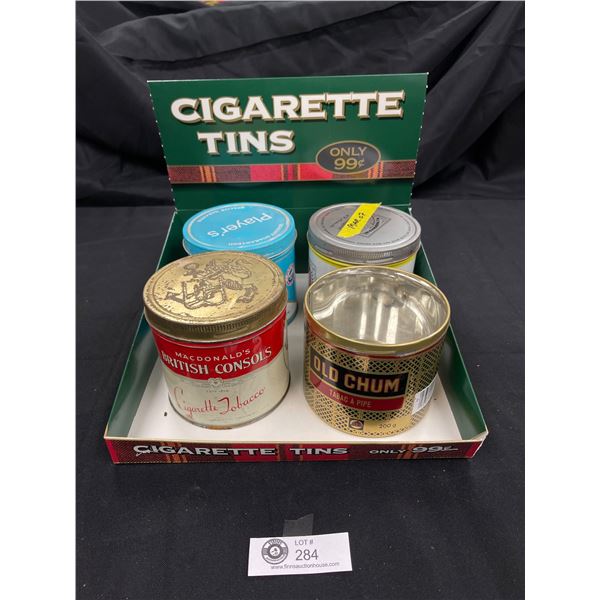 CIGARETTE
TINS
ONLY
99¢
Player's
MACDONALD'S
BRITISH CONSOLS
Cigarette Tobacco
OLD CHUM
TABAC À PIPE
200 g
CIGARETTE TINS ONLY 99¢
LOT #
284
www.finnsauctionhouse.com